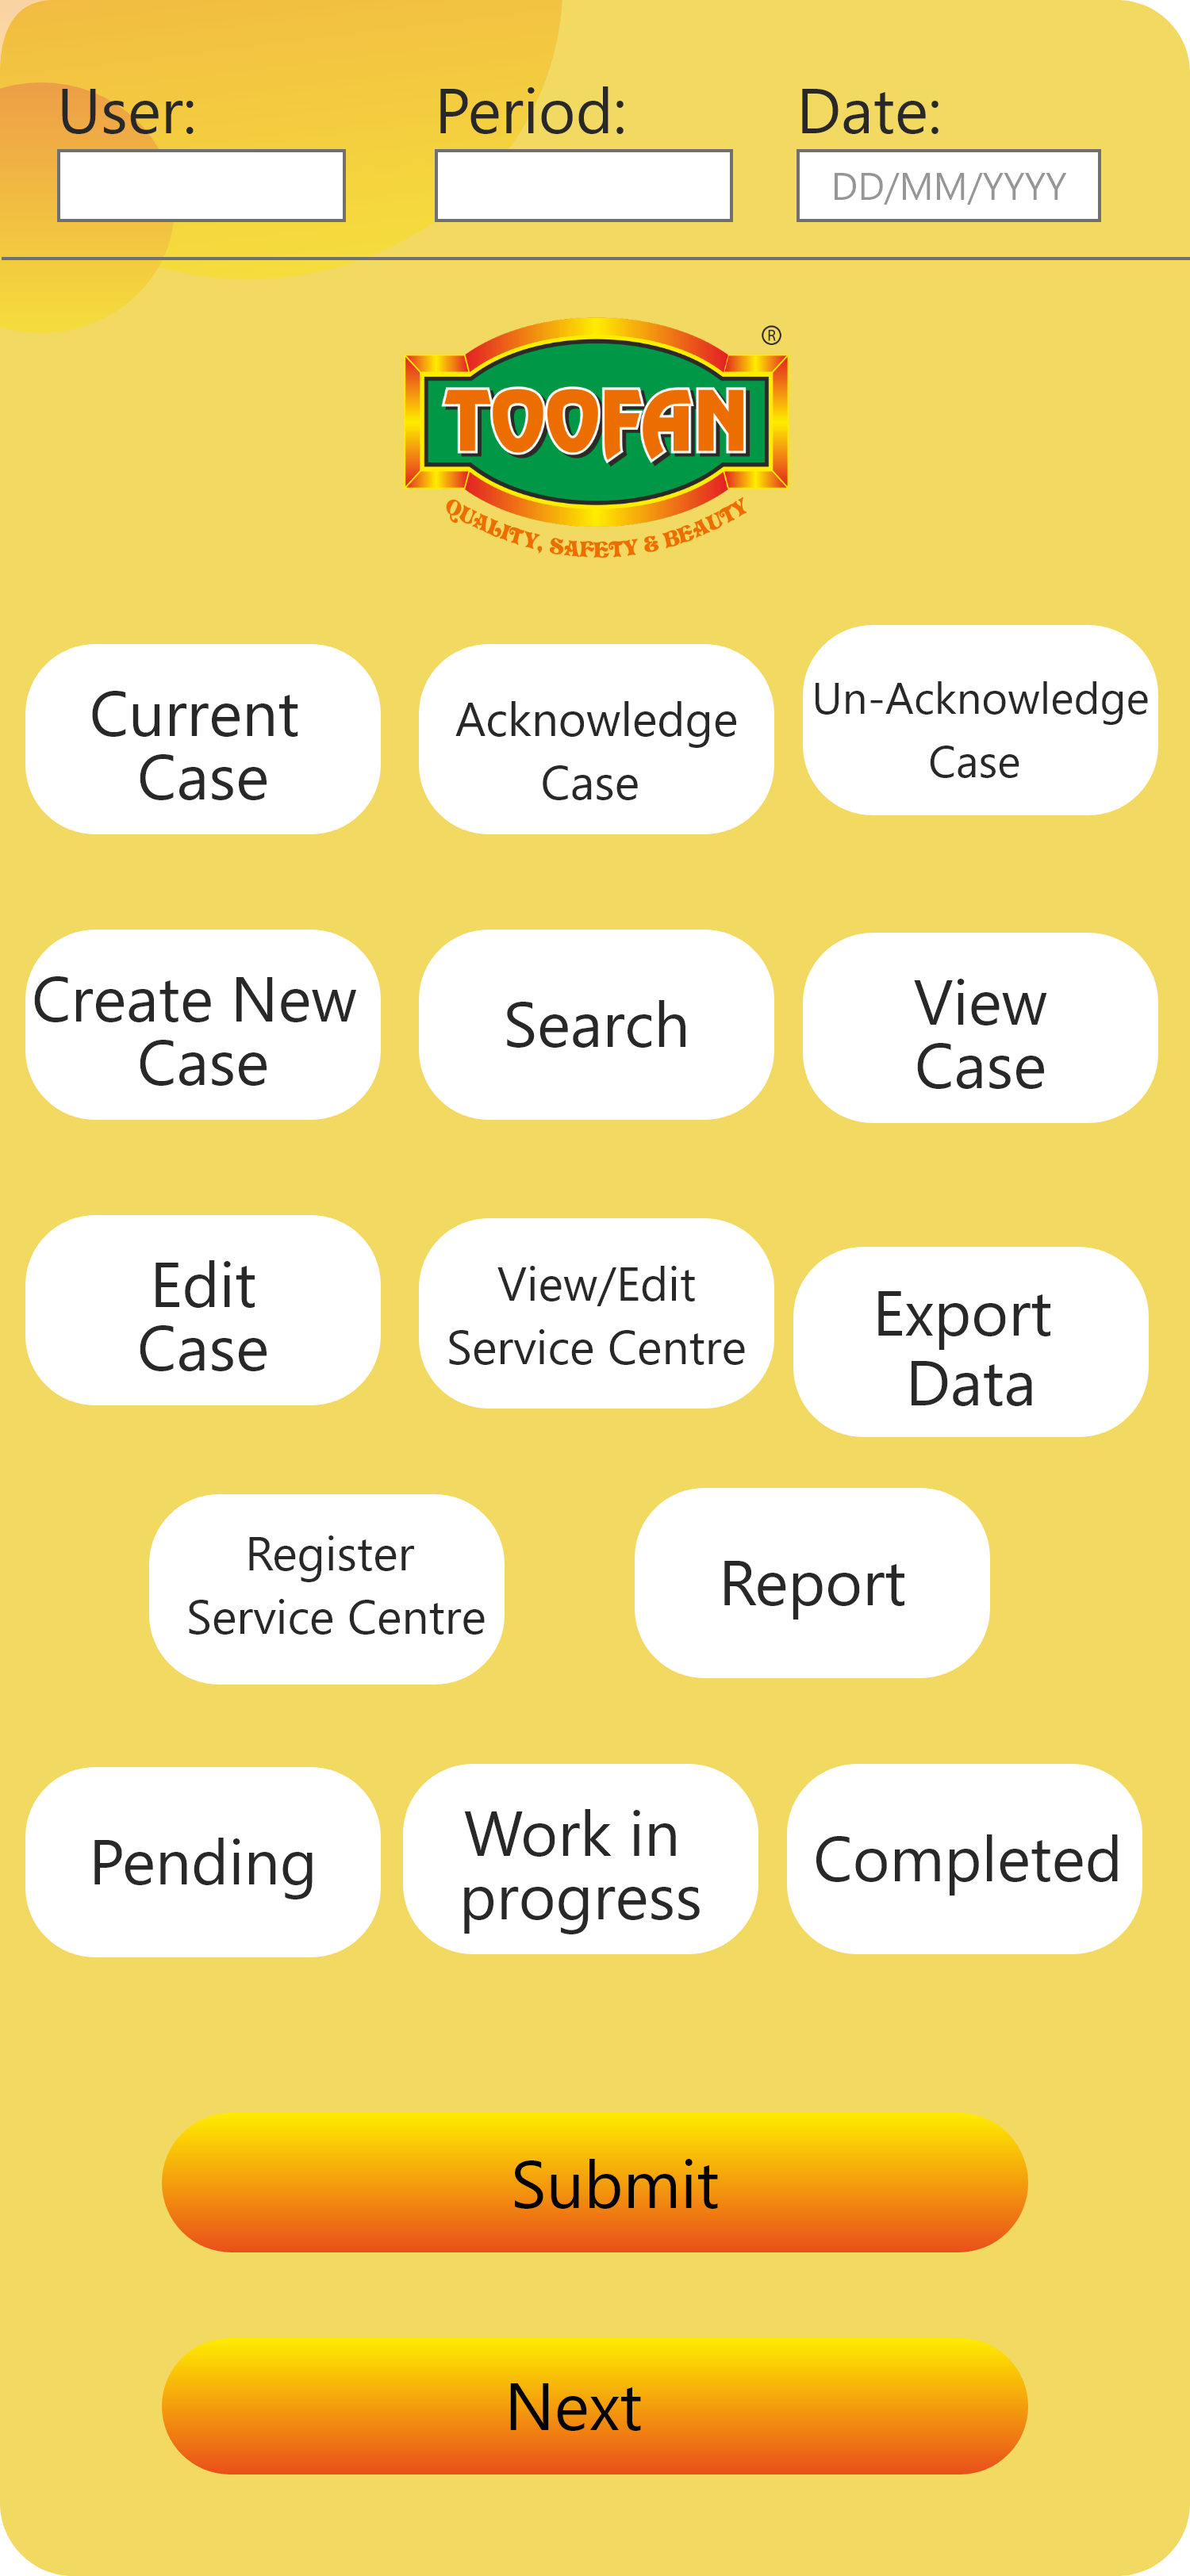 User:
Period:
Date:
DD/MM/YYYY
®
TOOFAN
QUALITY, SAFETY & BEAUTY
Current
Case
Acknowledge
Case
Un-Acknowledge
Case
Create New
Case
Search
View
Case
Edit
Case
View/Edit
Service Centre
Export
Data
Register
Service Centre
Report
Pending
Work in
progress
Completed
Submit
Next